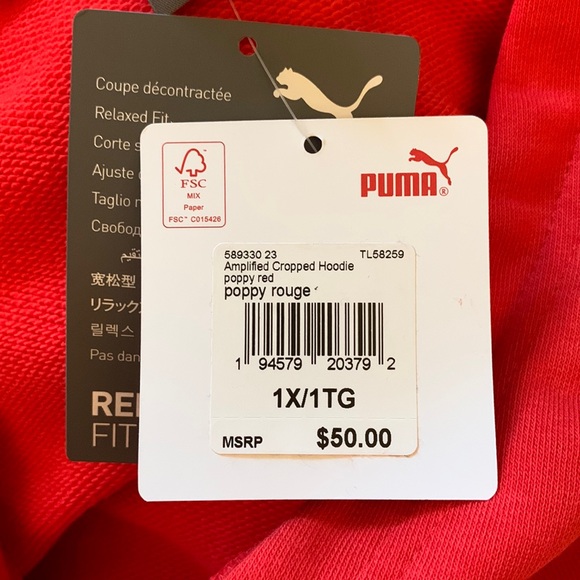 Coupe décontractée
Relaxed Fit
Corte
Ajuste
Taglio
宽松型
リラックス
릴렉스
Pas dan
FIT
FSC
MIX
Paper
FSC™ C015426
PUMA®
589330 23 TL58259
Amplified Cropped Hoodie
poppy red
poppy rouge
1 94579 20379 2
1X/1TG
MSRP $50.00